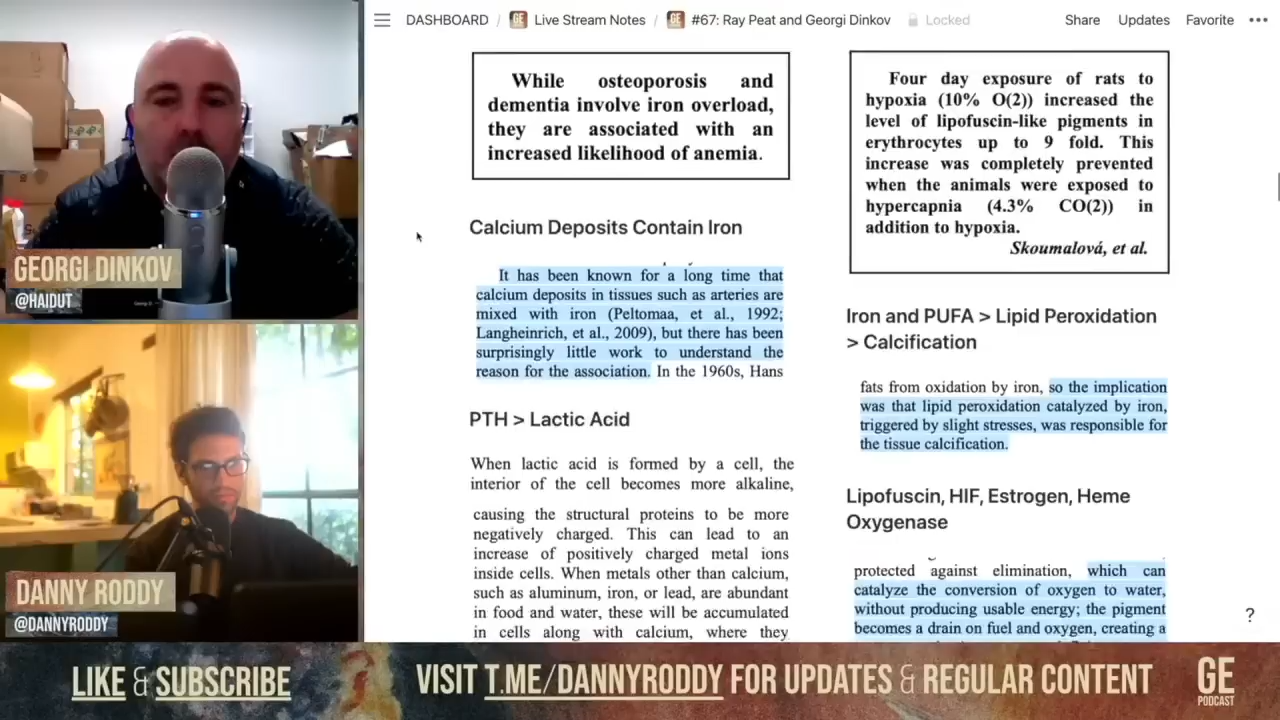 DASHBOARD / GE Live Stream Notes / GE #67: Ray Peat and Georgi Dinkov Locked Share Updates Favorite
While osteoporosis and
dementia involve iron overload,
they are associated with an
increased likelihood of anemia.
Calcium Deposits Contain Iron
It has been known for a long time that
calcium deposits in tissues such as arteries are
mixed with iron (Peltomaa, et al., 1992;
Langheinrich, et al., 2009), but there has been
surprisingly little work to understand the
reason for the association. In the 1960s, Hans
PTH > Lactic Acid
When lactic acid is formed by a cell, the
interior of the cell becomes more alkaline,
causing the structural proteins to be more
negatively charged. This can lead to an
increase of positively charged metal ions
inside cells. When metals other than calcium,
such as aluminum, iron, or lead, are abundant
in food and water, these will be accumulated
in cells along with calcium, where they
Four day exposure of rats to
hypoxia (10% O(2)) increased the
level of lipofuscin-like pigments in
erythrocytes up to 9 fold. This
increase was completely prevented
when the animals were exposed to
hypercapnia (4.3% CO(2)) in
addition to hypoxia.
Skoumalová, et al.
Iron and PUFA > Lipid Peroxidation
> Calcification
fats from oxidation by iron, so the implication
was that lipid peroxidation catalyzed by iron,
triggered by slight stresses, was responsible for
the tissue calcification.
Lipofuscin, HIF, Estrogen, Heme
Oxygenase
protected against elimination, which can
catalyze the conversion of oxygen to water,
without producing usable energy; the pigment
becomes a drain on fuel and oxygen, creating a
?
GEORGI DINKOV
@HAIDUT
DANNY RODDY
@DANNYRODDY
LIKE & SUBSCRIBE
VISIT T.ME/DANNYRODDY FOR UPDATES & REGULAR CONTENT
GE
PODCAST